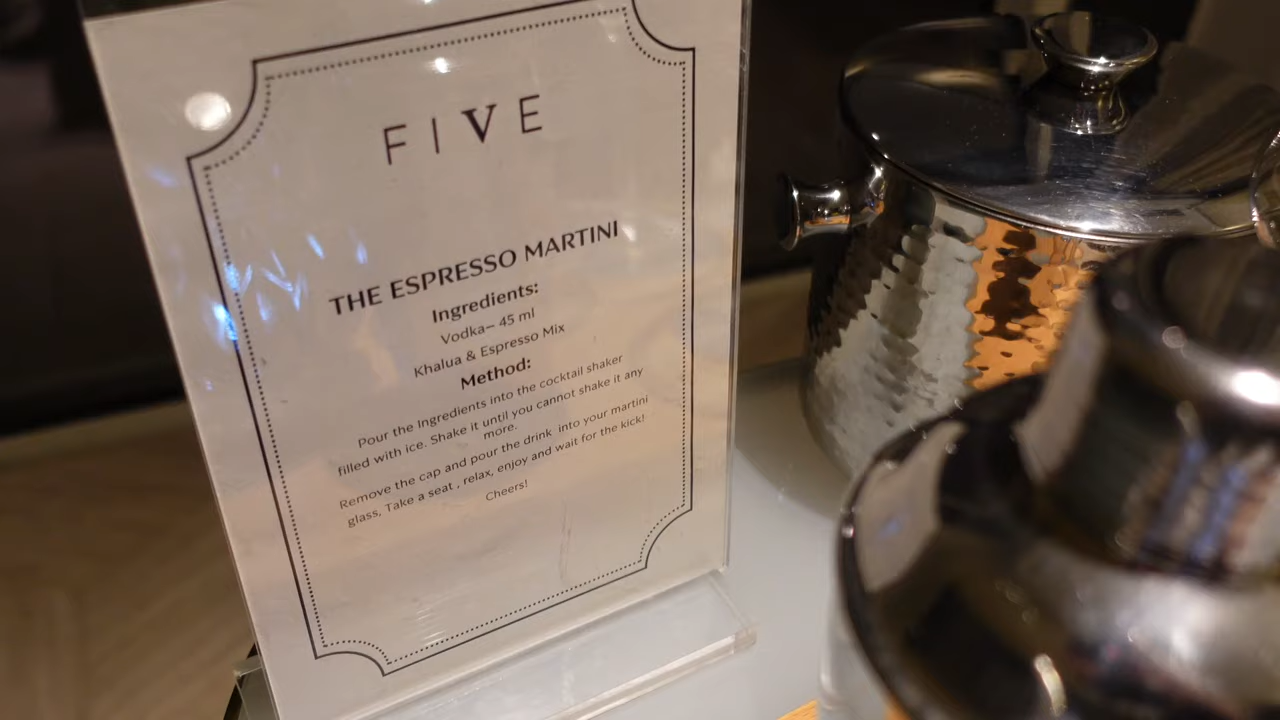 FIVE
THE ESPRESSO MARTINI
Ingredients:
Vodka– 45 ml
Khalua & Espresso Mix
Method:
Pour the Ingredients into the cocktail shaker
filled with ice. Shake it until you cannot shake it any
more.
Remove the cap and pour the drink into your martini
glass, Take a seat , relax, enjoy and wait for the kick!
Cheers!